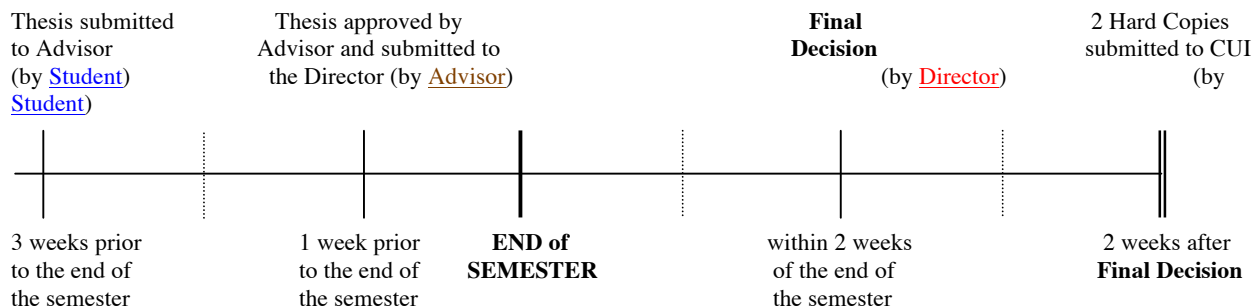 Thesis submitted
to Advisor
(by Student)
Student)
Thesis approved by
Advisor and submitted to
the Director (by Advisor)
Final
Decision
(by Director)
2 Hard Copies
submitted to CUI
(by
3 weeks prior
to the end of
the semester
1 week prior
to the end of
the semester
END of
SEMESTER
within 2 weeks
of the end of
the semester
2 weeks after
Final Decision